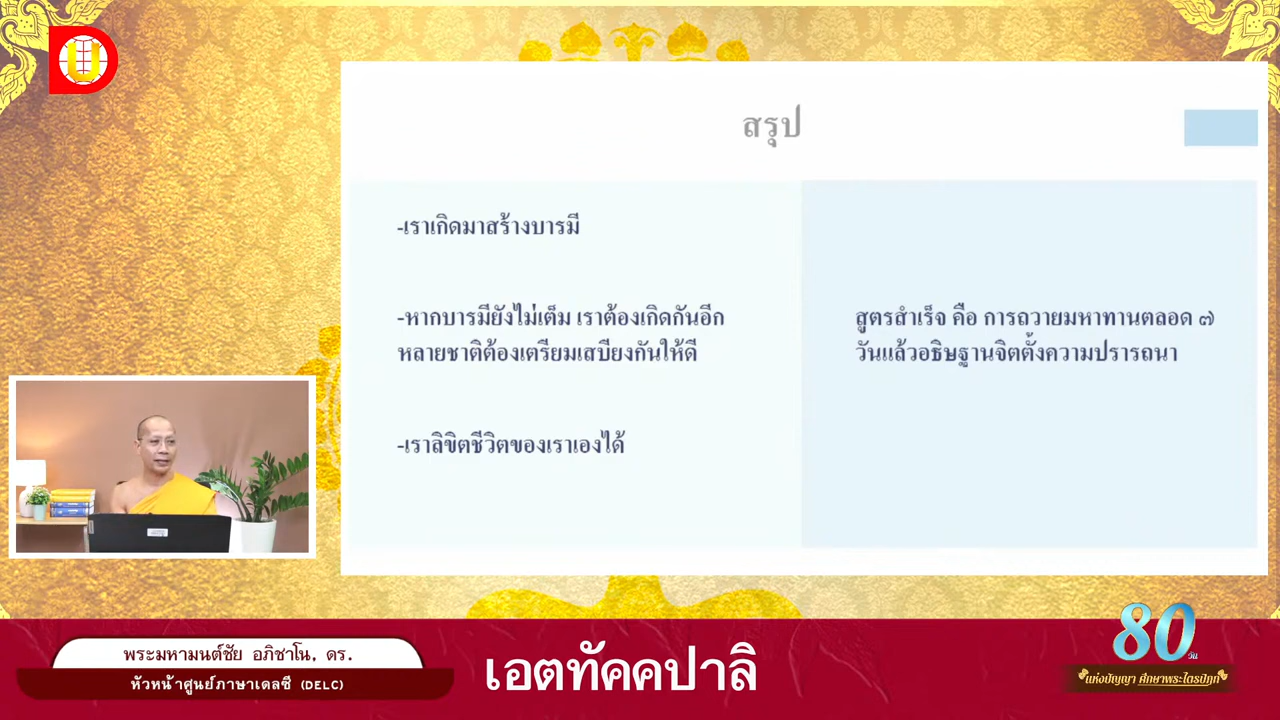 สรุป
-เราเกิดมาสร้างบารมี
-หากบารมียังไม่เต็ม เราต้องเกิดกันอีก
หลายชาติต้องเตรียมเสบียงกันให้ดี
-เราลิขิตชีวิตของเราเองได้
สูตรสำเร็จ คือ การถวายมหาทานตลอด ๗
วันแล้วอธิษฐานจิตตั้งความปรารถนา
พระมหามนต์ชัย อภิชาโน, ดร.
หัวหน้าศูนย์ภาษาเดลซี (DELC)
เอตทัคคปาลิ
80
วัน
แห่งปัญญา ศึกษาพระไตรปิฎก